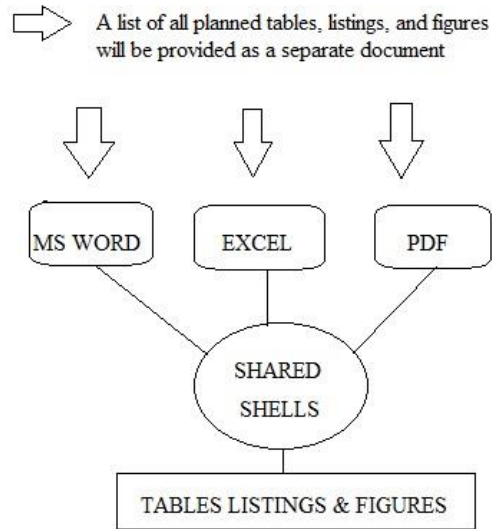 A list of all planned tables, listings, and figures
will be provided as a separate document
MS WORD
EXCEL
PDF
SHARED
SHELLS
TABLES LISTINGS & FIGURES